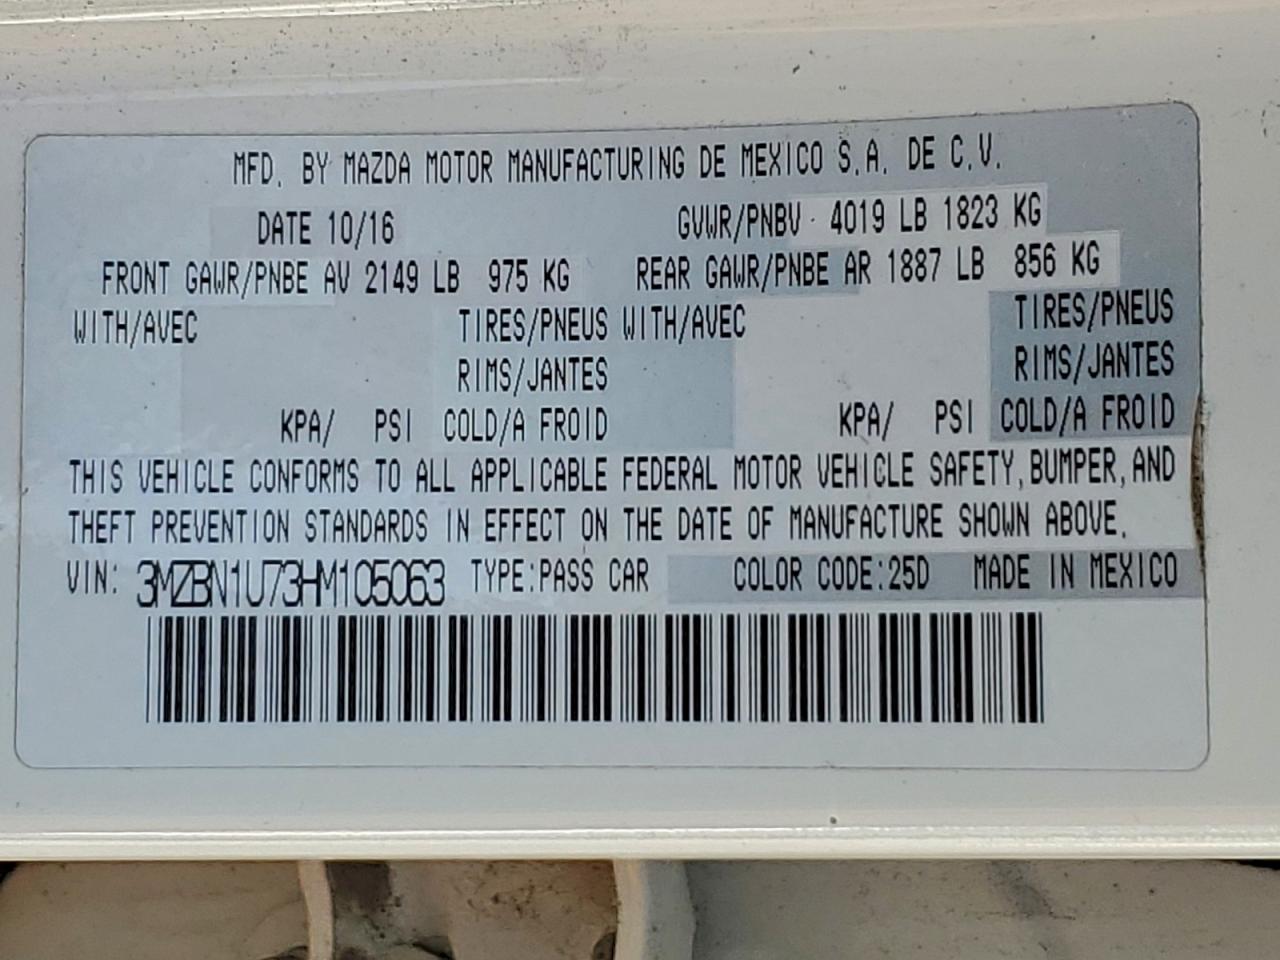 MFD. BY MAZDA MOTOR MANUFACTURING DE MEXICO S.A. DE C.V.
DATE 10/16 GVWR/PNBV 4019 LB 1823 KG
FRONT GAWR/PNBE AV 2149 LB 975 KG REAR GAWR/PNBE AR 1887 LB 856 KG
WITH/AVEC TIRES/PNEUS WITH/AVEC TIRES/PNEUS
RIMS/JANTES RIMS/JANTES
KPA/ PSI COLD/A FROID KPA/ PSI COLD/A FROID
THIS VEHICLE CONFORMS TO ALL APPLICABLE FEDERAL MOTOR VEHICLE SAFETY, BUMPER, AND
THEFT PREVENTION STANDARDS IN EFFECT ON THE DATE OF MANUFACTURE SHOWN ABOVE.
VIN: 3MZBN1U73HM105063 TYPE:PASS CAR COLOR CODE:25D MADE IN MEXICO